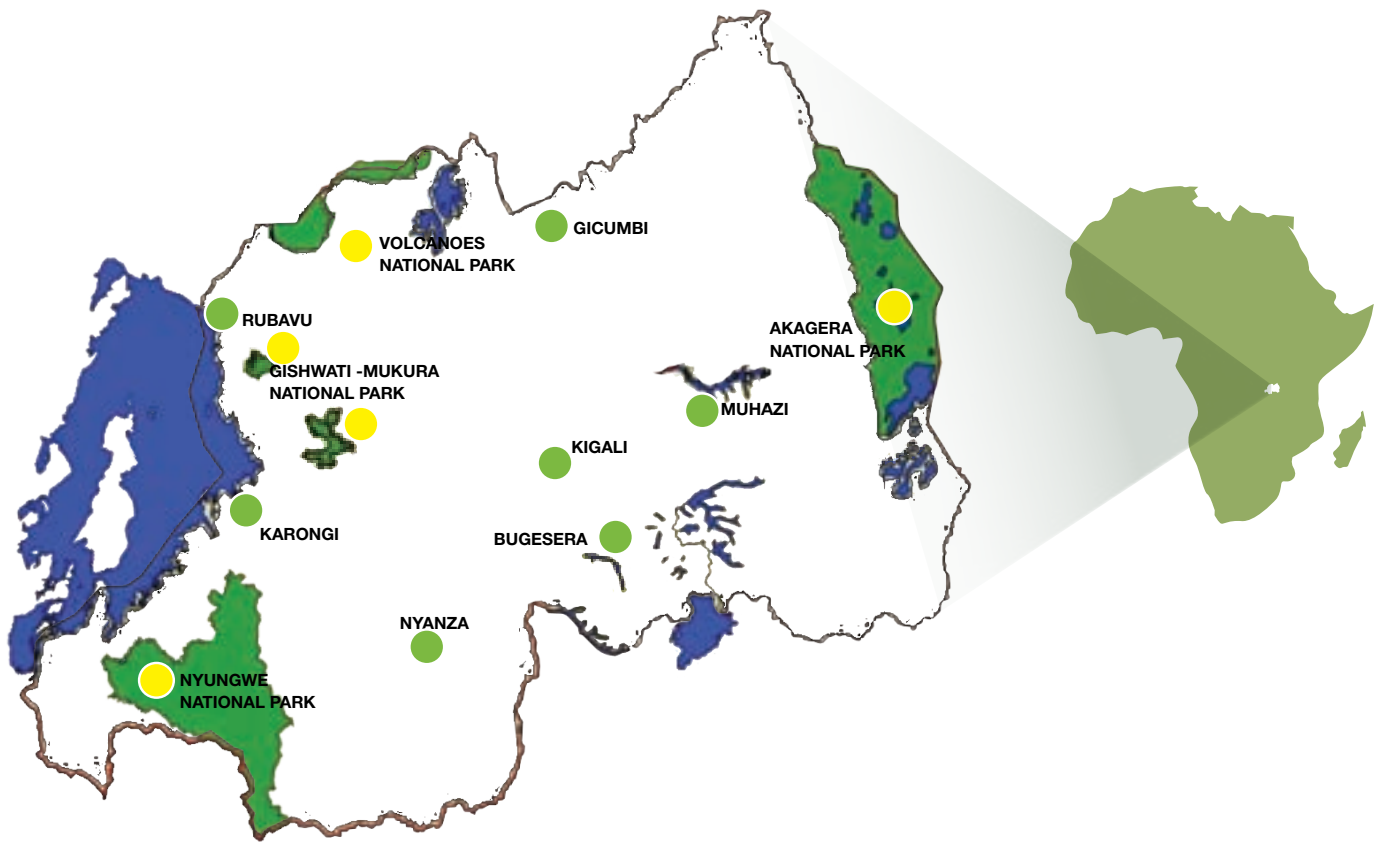 GICUMBI
VOLCANOES
NATIONAL PARK
RUBAVU
AKAGERA
NATIONAL PARK
GISHWATI -MUKURA
NATIONAL PARK
MUHAZI
KIGALI
KARONGI
BUGESERA
NYANZA
NYUNGWE
NATIONAL PARK